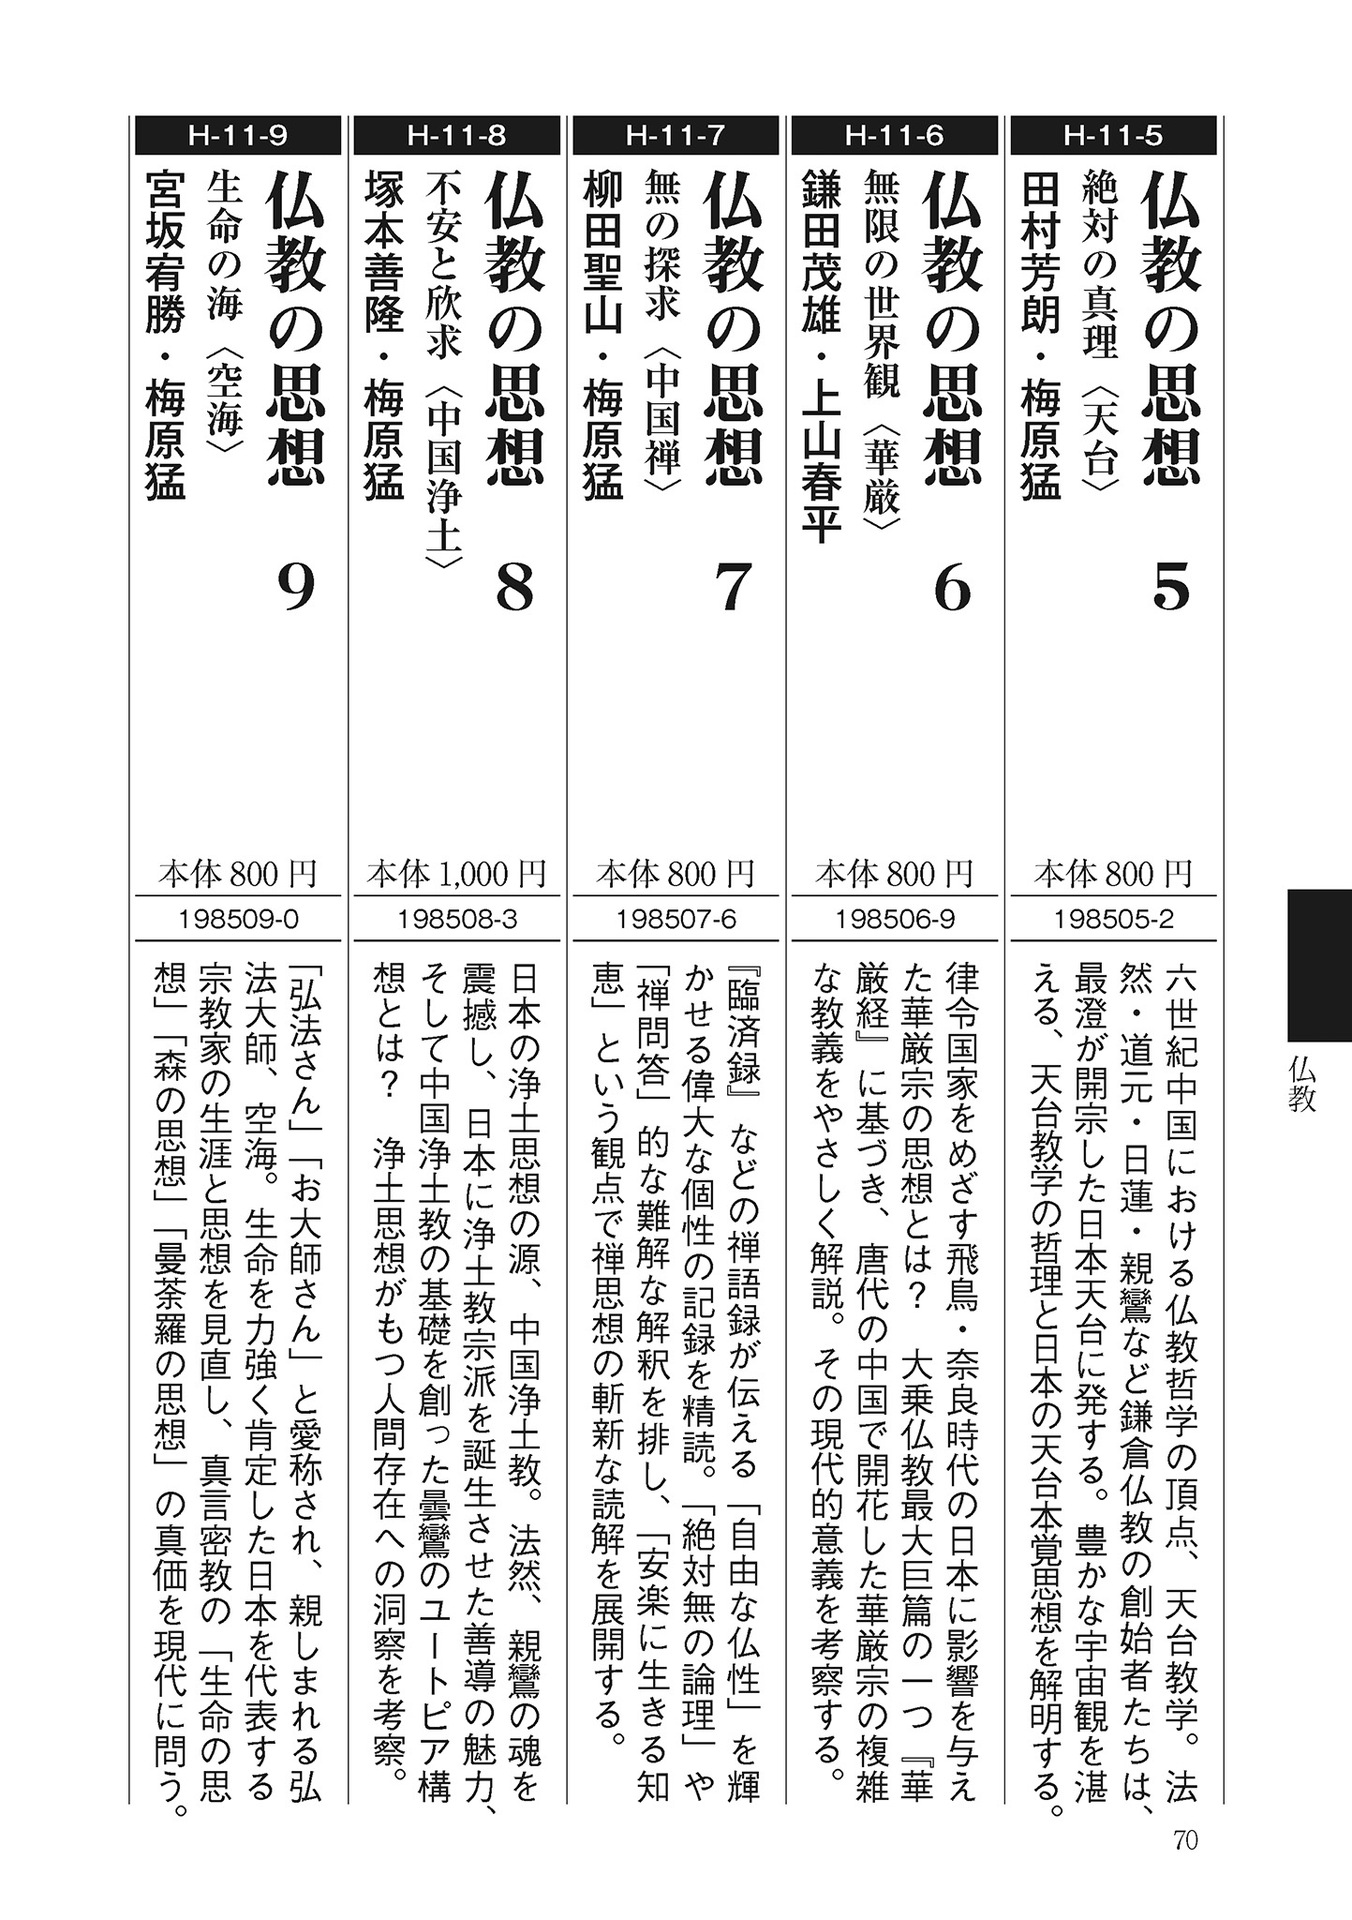 H-11-5
仏教の思想 5
絶対の真理〈天台〉
田村芳朗・梅原猛
本体800円
198505-2
六世紀中国における仏教哲学の頂点、天台教学。法
然・道元・日蓮・親鸞など鎌倉仏教の創始者たちは、
最澄が開宗した日本天台に発する。豊かな宇宙観を湛
える、天台教学の哲理と日本の天台本覚思想を解明する。
H-11-6
仏教の思想 6
無限の世界観〈華厳〉
鎌田茂雄・上山春平
本体800円
198506-9
律令国家をめざす飛鳥・奈良時代の日本に影響を与え
た華厳宗の思想とは? 大乗仏教最大巨篇の一つ『華
厳経』に基づき、唐代の中国で開花した華厳宗の複雑
な教義をやさしく解説。その現代的意義を考察する。
H-11-7
仏教の思想 7
無の探求〈中国禅〉
柳田聖山・梅原猛
本体800円
198507-6
『臨済録』などの禅語録が伝える「自由な仏性」を輝
かせる偉大な個性の記録を精読。「絶対無の論理」や
「禅問答」的な難解な解釈を排し、「安楽に生きる知
恵」という観点で禅思想の斬新な読解を展開する。
H-11-8
仏教の思想 8
不安と欣求〈中国浄土〉
塚本善隆・梅原猛
本体1,000円
198508-3
日本の浄土思想の源、中国浄土教。法然、親鸞の魂を
震撼し、日本に浄土教宗派を誕生させた善導の魅力、
そして中国浄土教の基礎を創った曇鸞のユートピア構
想とは? 浄土思想がもつ人間存在への洞察を考察。
H-11-9
仏教の思想 9
生命の海〈空海〉
宮坂宥勝・梅原猛
本体800円
198509-0
「弘法さん」「お大師さん」と愛称され、親しまれる弘
法大師、空海。生命を力強く肯定した日本を代表する
宗教家の生涯と思想を見直し、真言密教の「生命の思
想」「森の思想」「曼荼羅の思想」の真価を現代に問う。
仏教
70